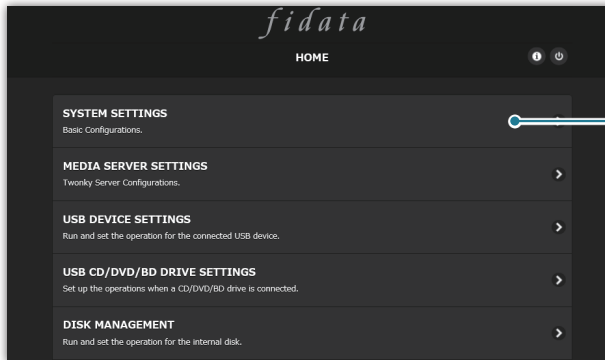 fidata
HOME
SYSTEM SETTINGS
Basic Configurations.
MEDIA SERVER SETTINGS
Twonky Server Configurations.
USB DEVICE SETTINGS
Run and set the operation for the connected USB device.
USB CD/DVD/BD DRIVE SETTINGS
Set up the operations when a CD/DVD/BD drive is connected.
DISK MANAGEMENT
Run and set the operation for the internal disk.